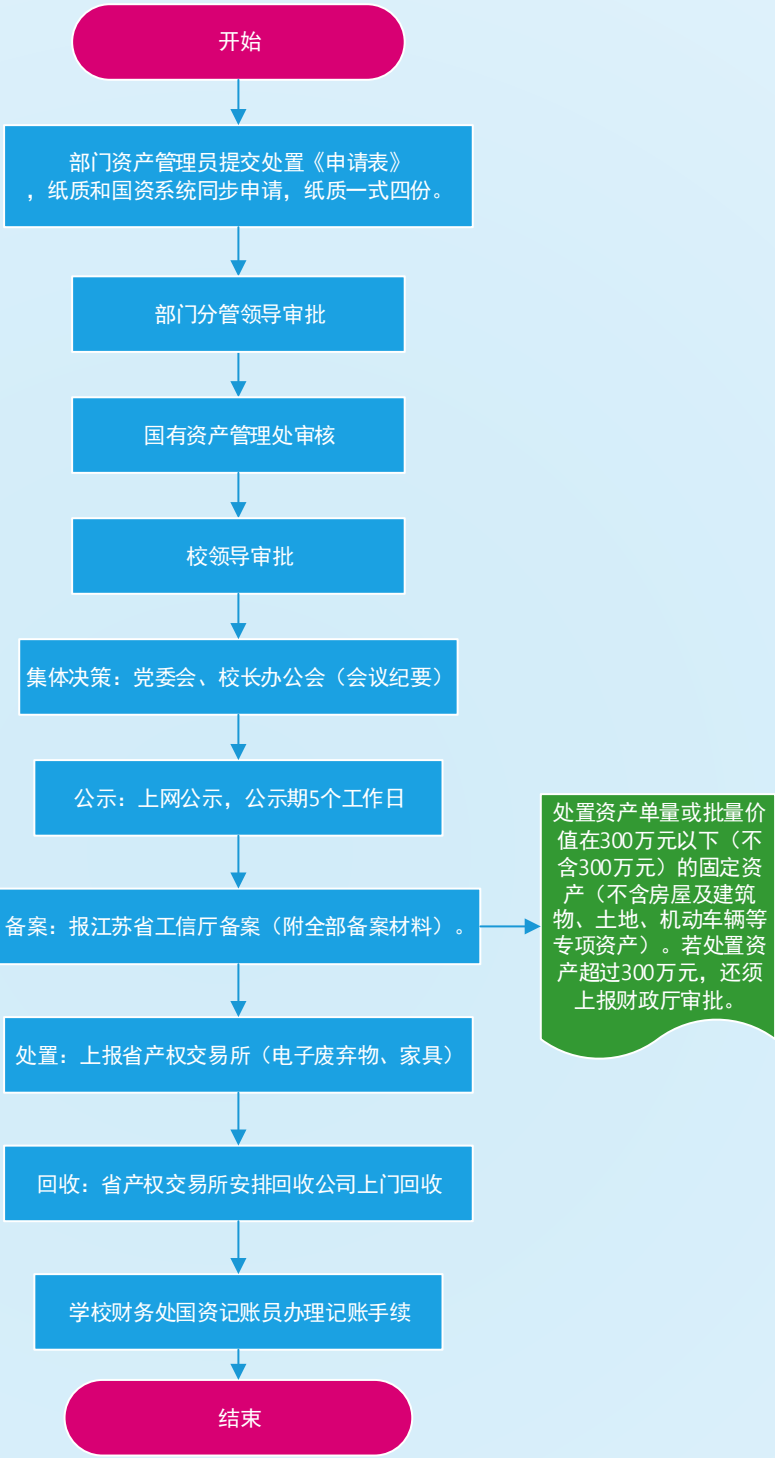 开始
部门资产管理员提交处置《申请表》
，纸质和国资系统同步申请，纸质一式四份。
部门分管领导审批
国有资产管理处审核
校领导审批
集体决策：党委会、校长办公会（会议纪要）
公示：上网公示，公示期5个工作日
备案：报江苏省工信厅备案（附全部备案材料）。
处置资产单量或批量价
值在300万元以下（不
含300万元）的固定资
产（不含房屋及建筑
物、土地、机动车辆等
专项资产）。若处置资
产超过300万元，还须
上报财政厅审批。
处置：上报省产权交易所（电子废弃物、家具）
回收：省产权交易所安排回收公司上门回收
学校财务处国资记账员办理记账手续
结束